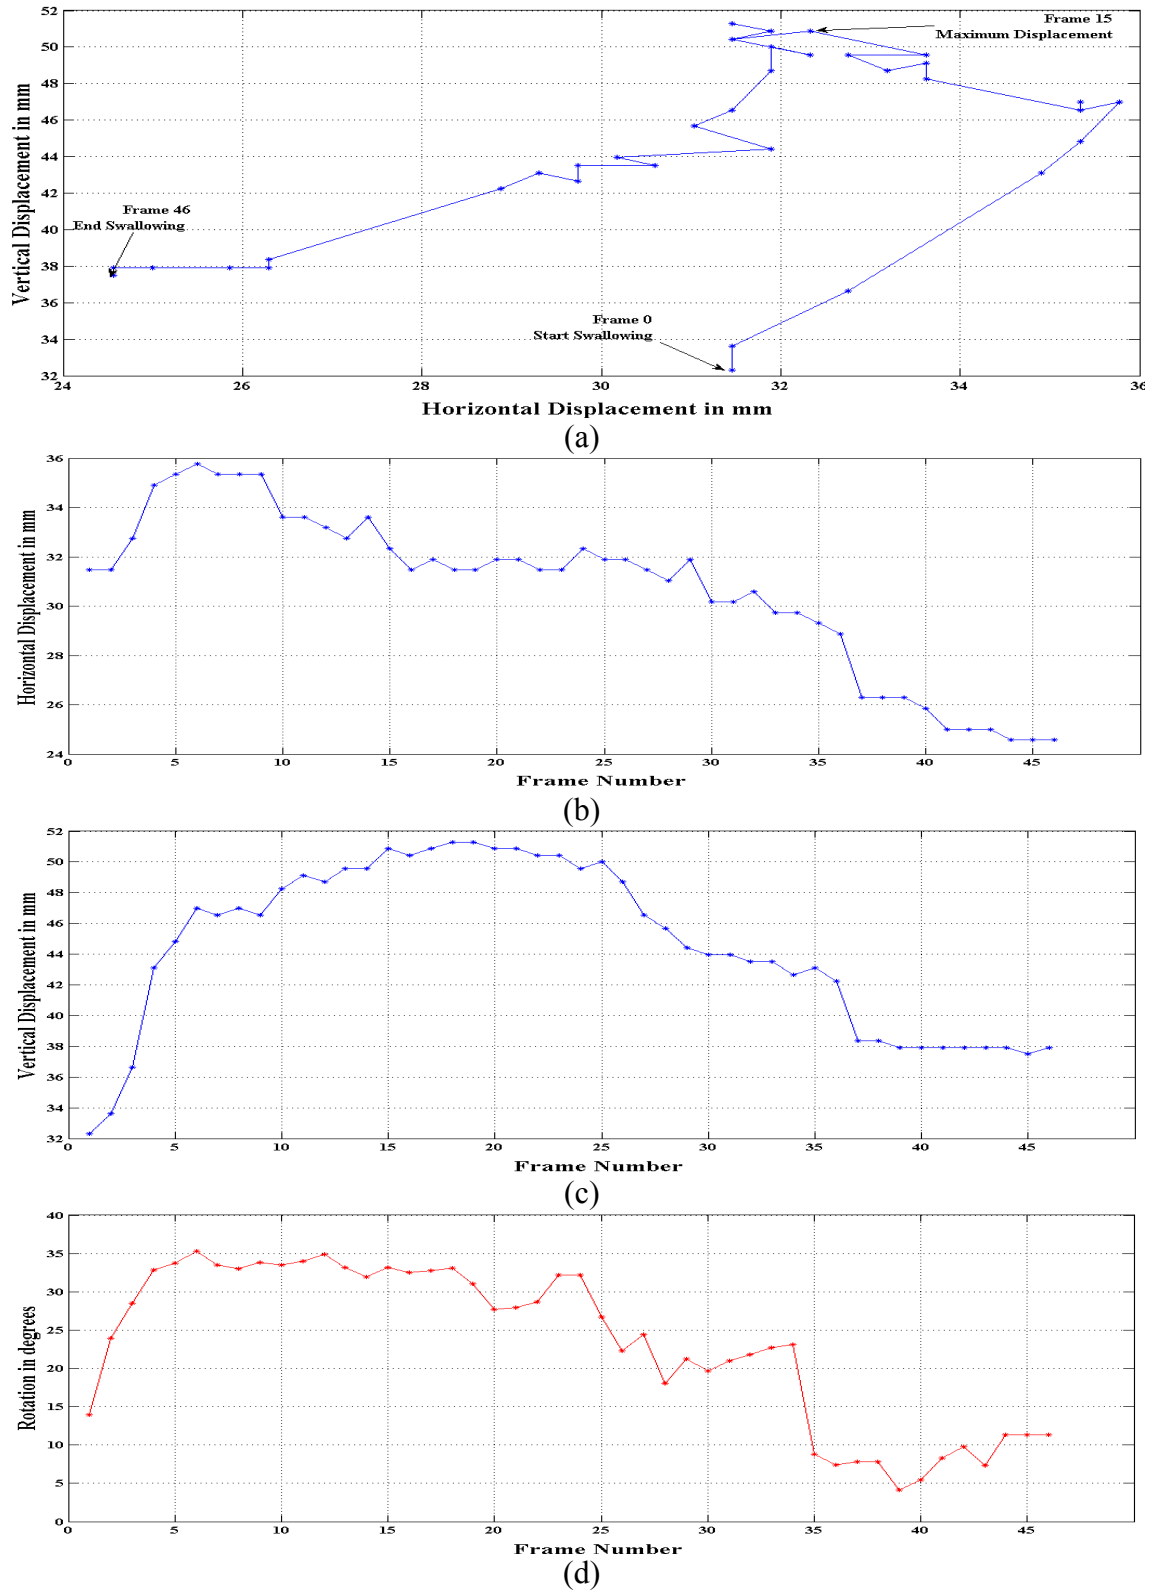 52
50
48
46
44
42
40
38
36
34
32
Vertical Displacement in mm
Frame 15
Maximum Displacement
Frame 46
End Swallowing
Frame 0
Start Swallowing
24 26 28 30 32 34 36
Horizontal Displacement in mm
(a)
36
34
32
30
28
26
24
Horizontal Displacement in mm
0 5 10 15 20 25 30 35 40 45
Frame Number
(b)
52
50
48
46
44
42
40
38
36
34
32
Vertical Displacement in mm
0 5 10 15 20 25 30 35 40 45
Frame Number
(c)
40
35
30
25
20
15
10
5
0
Rotation in degrees
0 5 10 15 20 25 30 35 40 45
Frame Number
(d)